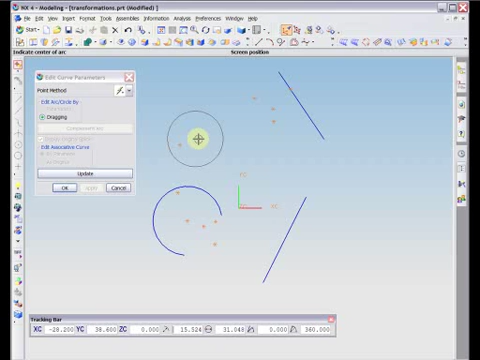 NX 4 - Modeling - [transformations.prt (Modified)]
File Edit View Insert Format Tools Assemblies Information Analysis Preferences Window Help
Start
Indicate center of arc
Screen position
Edit Curve Parameters
Point Method
Edit Arc/Circle By
Dragging
Edit Associative Curve
Update
OK
Apply
Cancel
YC
XC
Tracking Bar
XC -28.200 YC 38.600 ZC 0.000 15.524 31.048 0.000 360.000